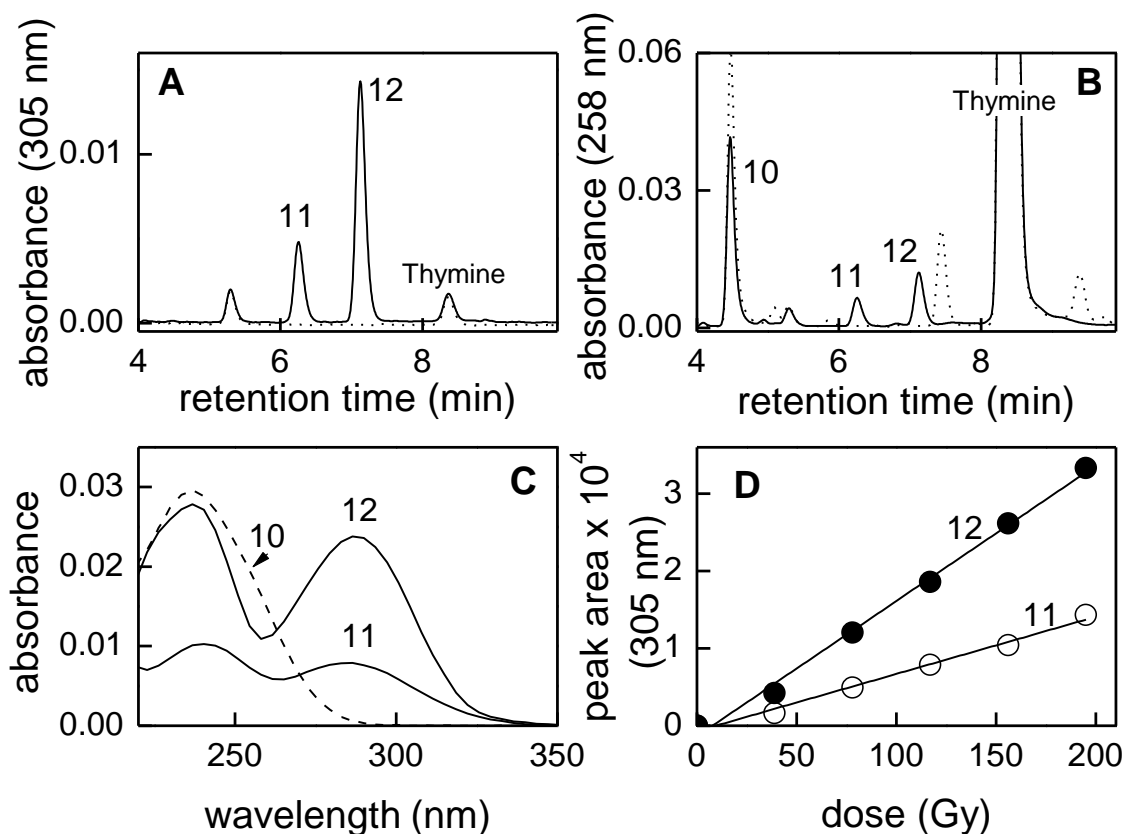 A
absorbance (305 nm)
0.01
0.00
11
12
Thymine
4
6
8
retention time (min)
B
absorbance (258 nm)
0.06
0.03
0.00
10
11
12
Thymine
4
6
8
retention time (min)
C
absorbance
0.03
0.02
0.01
0.00
10
12
11
250
300
350
wavelength (nm)
D
peak area x 10⁴
(305 nm)
3
2
1
0
12
11
0
50
100
150
200
dose (Gy)